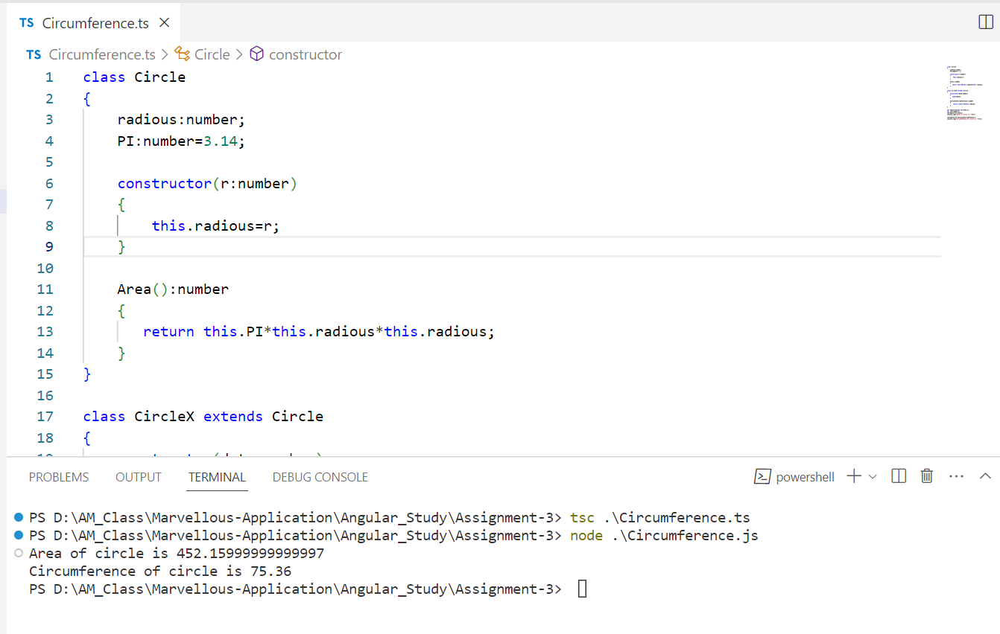 TS Circumference.ts
TS Circumference.ts > Circle > constructor
1 class Circle
2 {
3 radious:number;
4 PI:number=3.14;
5
6 constructor(r:number)
7 {
8 this.radious=r;
9 }
10
11 Area():number
12 {
13 return this.PI*this.radious*this.radious;
14 }
15 }
16
17 class CircleX extends Circle
18 {
PROBLEMS OUTPUT TERMINAL DEBUG CONSOLE powershell
PS D:\AM_Class\Marvellous-Application\Angular_Study\Assignment-3> tsc .\Circumference.ts
PS D:\AM_Class\Marvellous-Application\Angular_Study\Assignment-3> node .\Circumference.js
Area of circle is 452.15999999999997
Circumference of circle is 75.36
PS D:\AM_Class\Marvellous-Application\Angular_Study\Assignment-3>